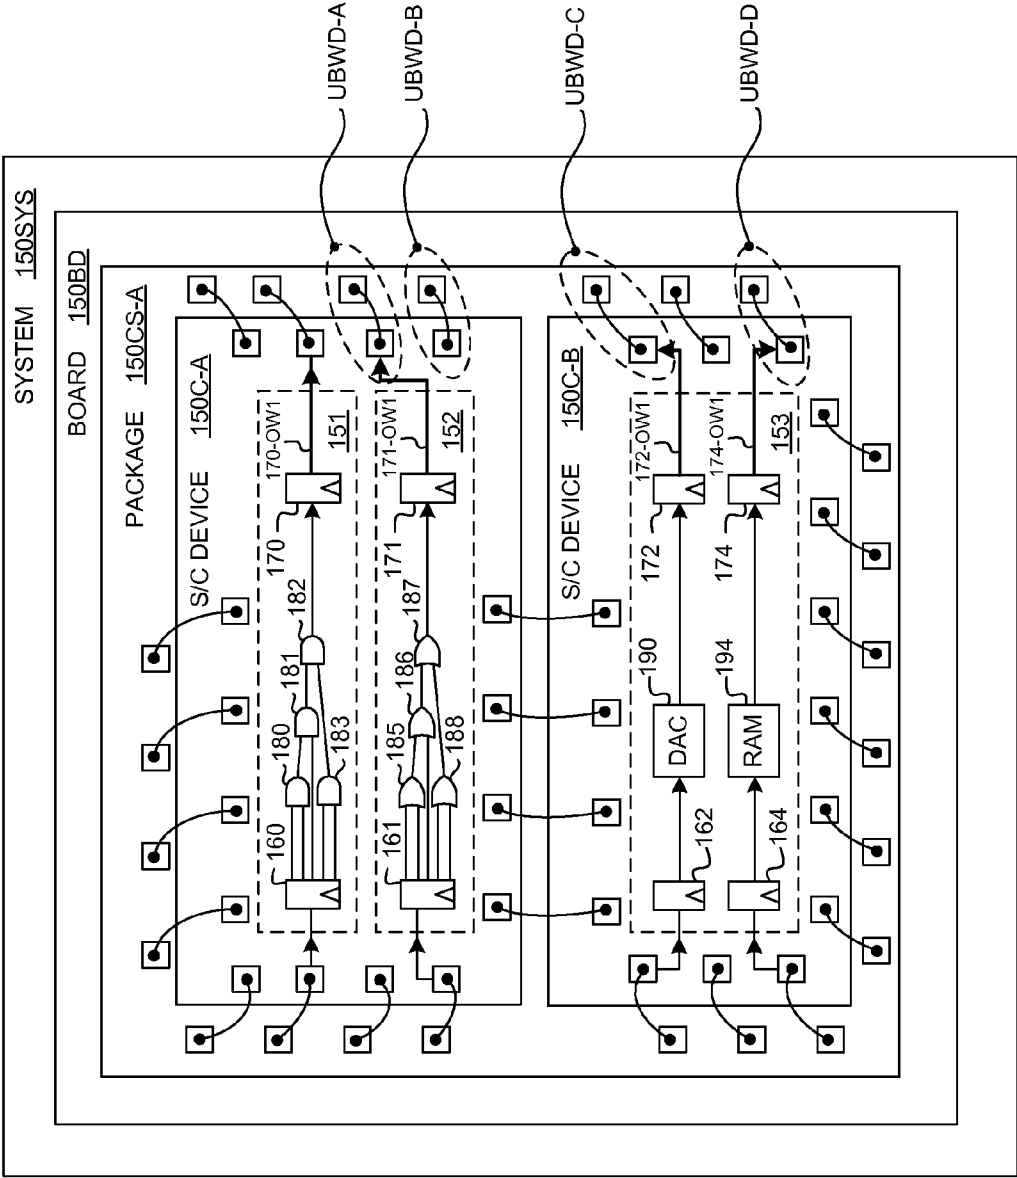 SYSTEM 150SYS
BOARD 150BD
PACKAGE 150CS-A
S/C DEVICE 150C-A
160
180
181
182
183
170
170-OW1
151
161
185
186
187
188
171
171-OW1
152
S/C DEVICE 150C-B
162
DAC
190
172
172-OW1
164
RAM
194
174
174-OW1
153
UBWD-A
UBWD-B
UBWD-C
UBWD-D